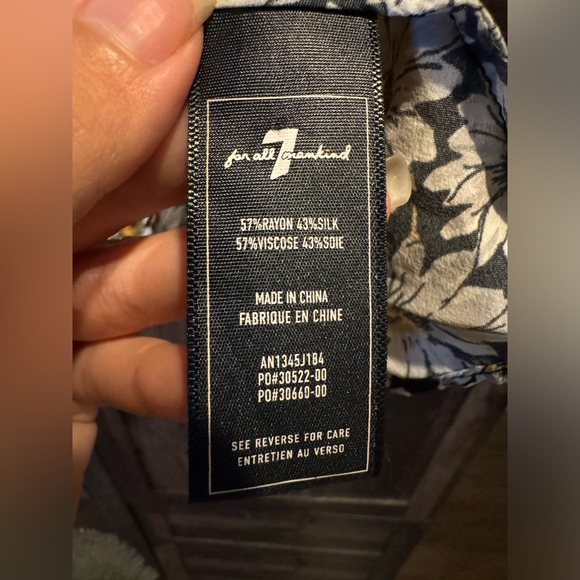 for all 7 mankind
57%RAYON 43%SILK
57%VISCOSE 43%SOIE
MADE IN CHINA
FABRIQUE EN CHINE
AN1345J184
PO#30522-00
PO#30660-00
SEE REVERSE FOR CARE
ENTRETIEN AU VERSO